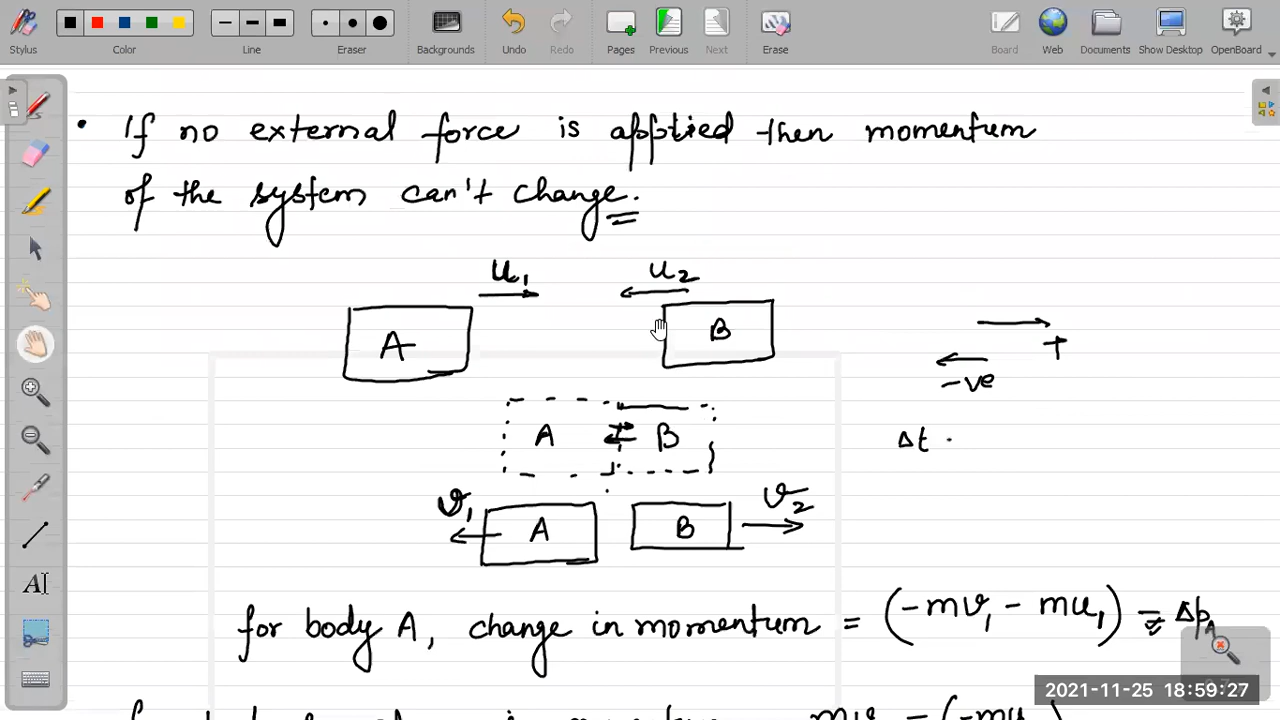 Stylus Color Line Eraser Backgrounds Undo Redo Pages Previous Next Erase Board Web Documents Show Desktop OpenBoard
• If no external force is applied then momentum
of the system can't change.
u1 u2
A B
+
-ve
A B
Δt
v1 v2
A B
for body A, change in momentum = (-mv1 - mu1) = ΔpA
2021-11-25 18:59:27